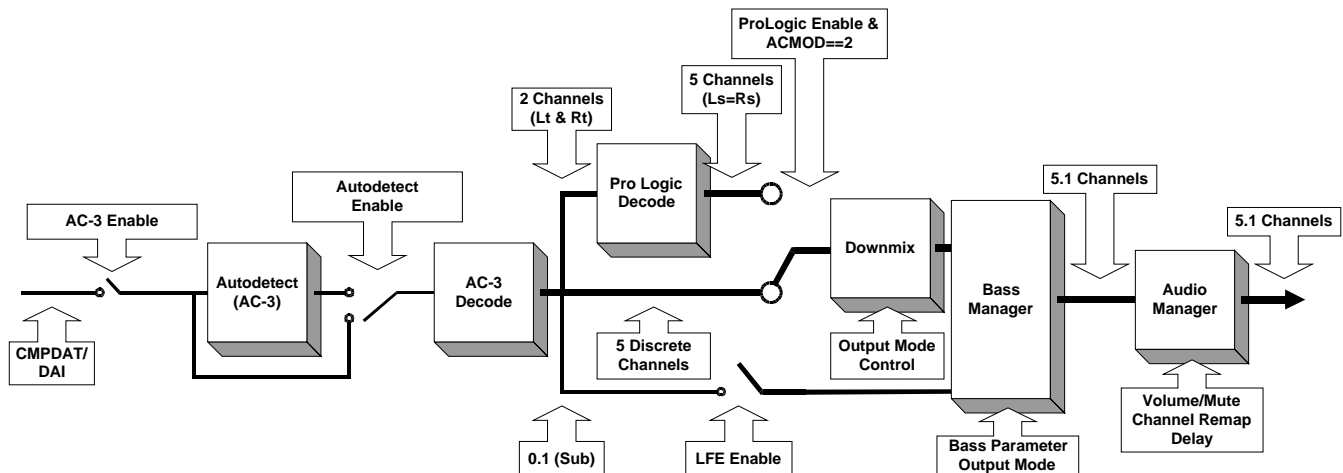 ProLogic Enable &
ACMOD==2
2 Channels
(Lt & Rt)
5 Channels
(Ls=Rs)
Autodetect
Enable
Pro Logic
Decode
5.1 Channels
AC-3 Enable
5.1 Channels
Autodetect
(AC-3)
AC-3
Decode
Downmix
Bass
Manager
Audio
Manager
CMPDAT/
DAI
5 Discrete
Channels
Output Mode
Control
Volume/Mute
Channel Remap
Delay
0.1 (Sub)
LFE Enable
Bass Parameter
Output Mode